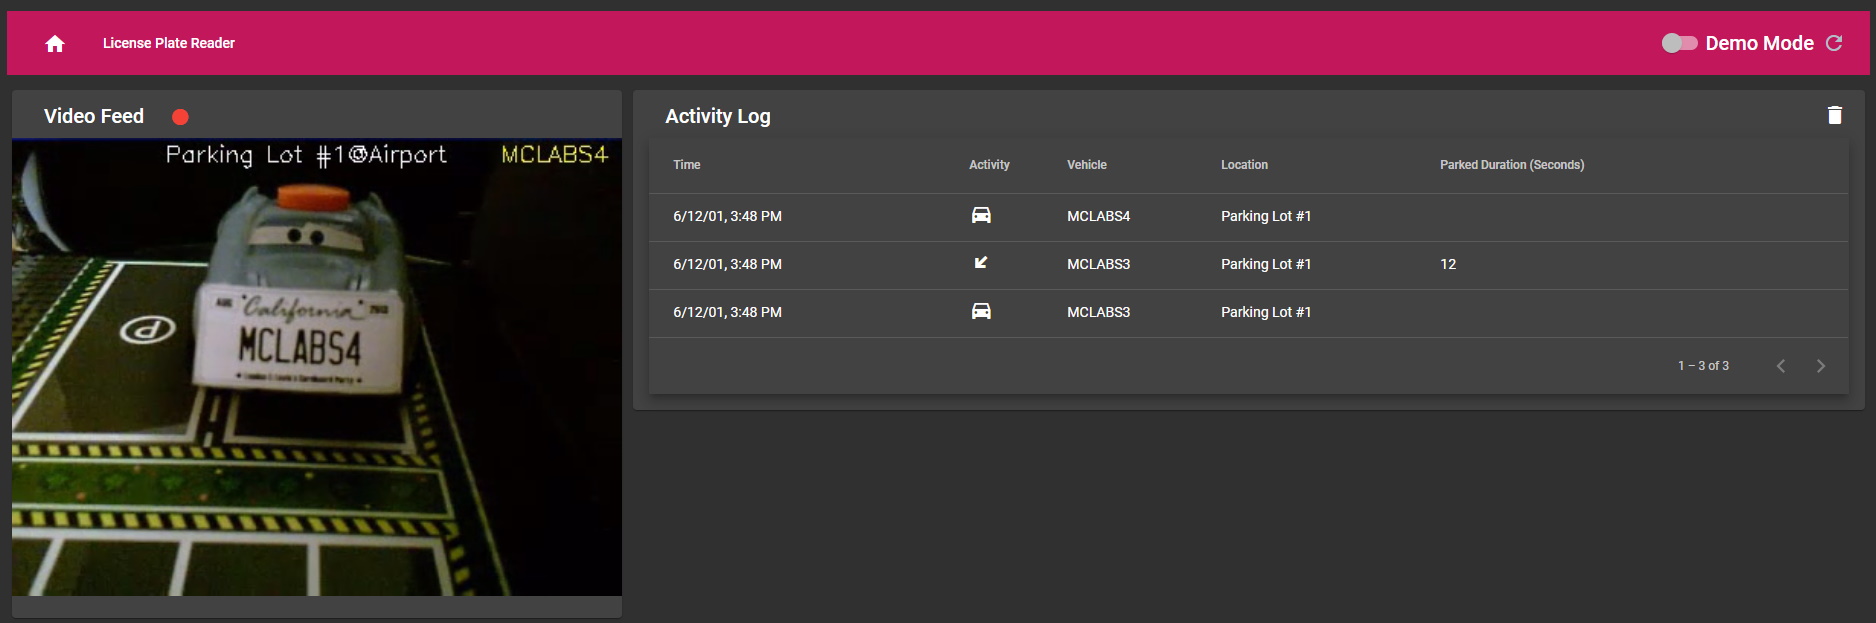 License Plate Reader
Demo Mode
Video Feed
Parking Lot #1@Airport MCLABS4
P
California
MCLABS4
Activity Log
Time Activity Vehicle Location Parked Duration (Seconds)
6/12/01, 3:48 PM MCLABS4 Parking Lot #1
6/12/01, 3:48 PM MCLABS3 Parking Lot #1 12
6/12/01, 3:48 PM MCLABS3 Parking Lot #1
1 – 3 of 3